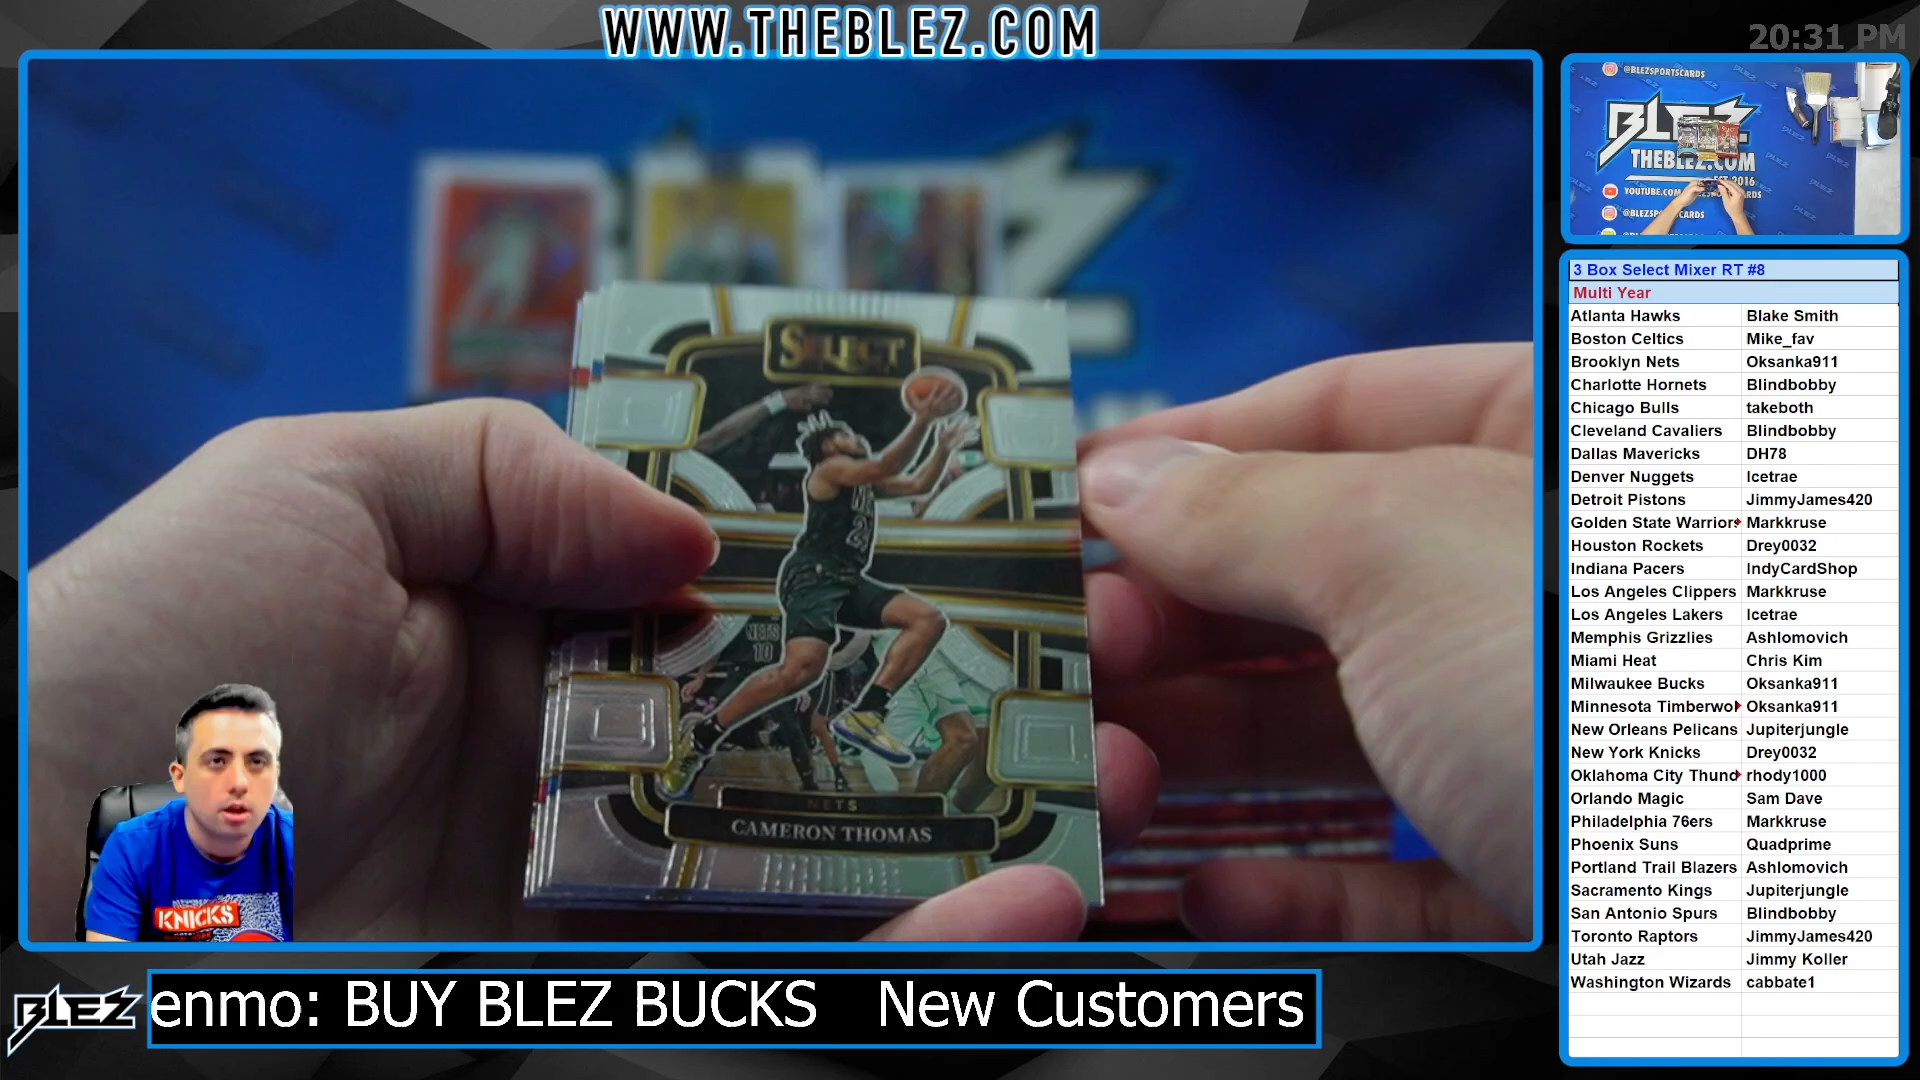 WWW.THEBLEZ.COM
20:31 PM
@BLEZSPORTSCARDS
BLEZ
THEBLEZ.COM
YOUTUBE.COM
SELECT
NETS
CAMERON THOMAS
KNICKS
BLEZ
enmo: BUY BLEZ BUCKS New Customers
3 Box Select Mixer RT #8
Multi Year
Atlanta Hawks Blake Smith
Boston Celtics Mike_fav
Brooklyn Nets Oksanka911
Charlotte Hornets Blindbobby
Chicago Bulls takeboth
Cleveland Cavaliers Blindbobby
Dallas Mavericks DH78
Denver Nuggets Icetrae
Detroit Pistons JimmyJames420
Golden State Warriors Markkruse
Houston Rockets Drey0032
Indiana Pacers IndyCardShop
Los Angeles Clippers Markkruse
Los Angeles Lakers Icetrae
Memphis Grizzlies Ashlomovich
Miami Heat Chris Kim
Milwaukee Bucks Oksanka911
Minnesota Timberwol Oksanka911
New Orleans Pelicans Jupiterjungle
New York Knicks Drey0032
Oklahoma City Thund rhody1000
Orlando Magic Sam Dave
Philadelphia 76ers Markkruse
Phoenix Suns Quadprime
Portland Trail Blazers Ashlomovich
Sacramento Kings Jupiterjungle
San Antonio Spurs Blindbobby
Toronto Raptors JimmyJames420
Utah Jazz Jimmy Koller
Washington Wizards cabbate1